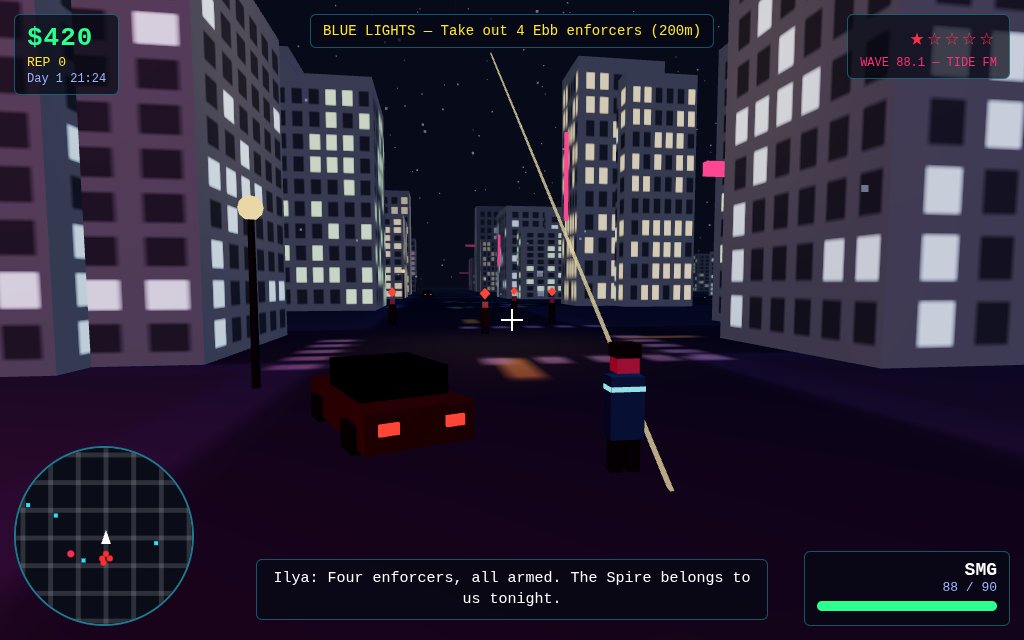 $420
REP 0
Day 1 21:24
BLUE LIGHTS — Take out 4 Ebb enforcers (200m)
★☆☆☆☆
WAVE 88.1 — TIDE FM
Ilya: Four enforcers, all armed. The Spire belongs to
us tonight.
SMG
88 / 90